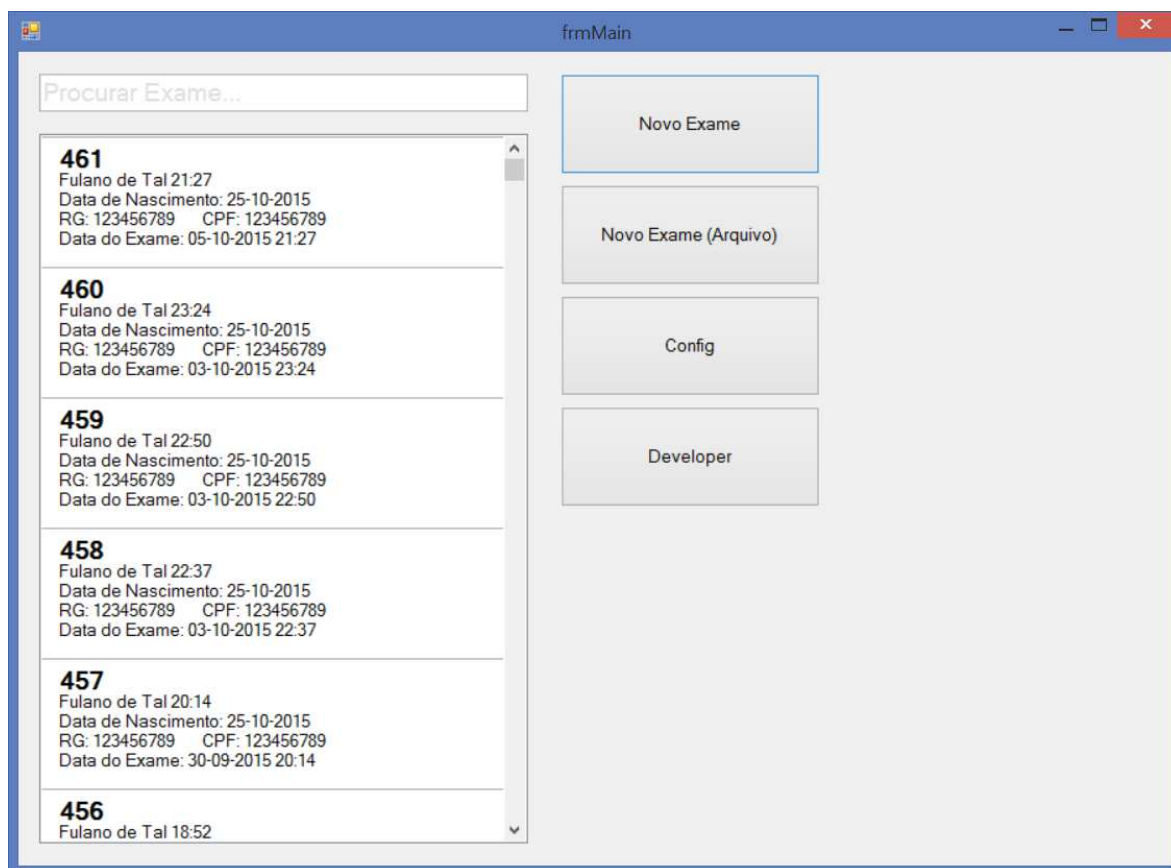 frmMain
Procurar Exame...
461
Fulano de Tal 21:27
Data de Nascimento: 25-10-2015
RG: 123456789 CPF: 123456789
Data do Exame: 05-10-2015 21:27
460
Fulano de Tal 23:24
Data de Nascimento: 25-10-2015
RG: 123456789 CPF: 123456789
Data do Exame: 03-10-2015 23:24
459
Fulano de Tal 22:50
Data de Nascimento: 25-10-2015
RG: 123456789 CPF: 123456789
Data do Exame: 03-10-2015 22:50
458
Fulano de Tal 22:37
Data de Nascimento: 25-10-2015
RG: 123456789 CPF: 123456789
Data do Exame: 03-10-2015 22:37
457
Fulano de Tal 20:14
Data de Nascimento: 25-10-2015
RG: 123456789 CPF: 123456789
Data do Exame: 30-09-2015 20:14
456
Fulano de Tal 18:52
Novo Exame
Novo Exame (Arquivo)
Config
Developer